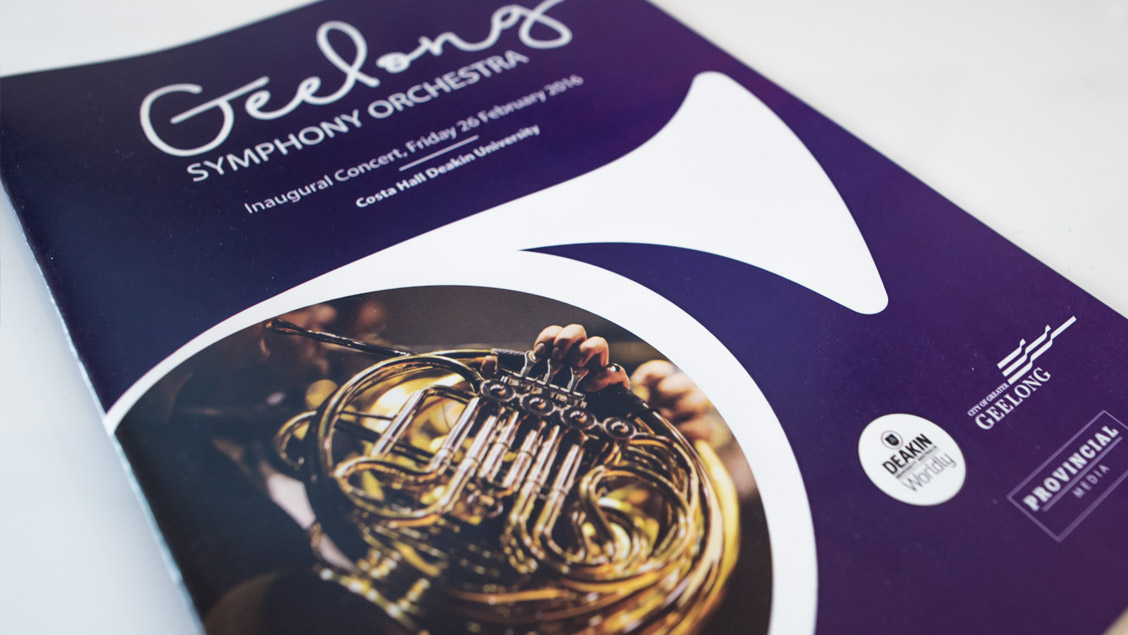 Geelong
SYMPHONY ORCHESTRA
Inaugural Concert, Friday 26 February 2016
Costa Hall Deakin University
CITY OF GREATER
GEELONG
DEAKIN
Worldly
PROVINCIAL
MEDIA